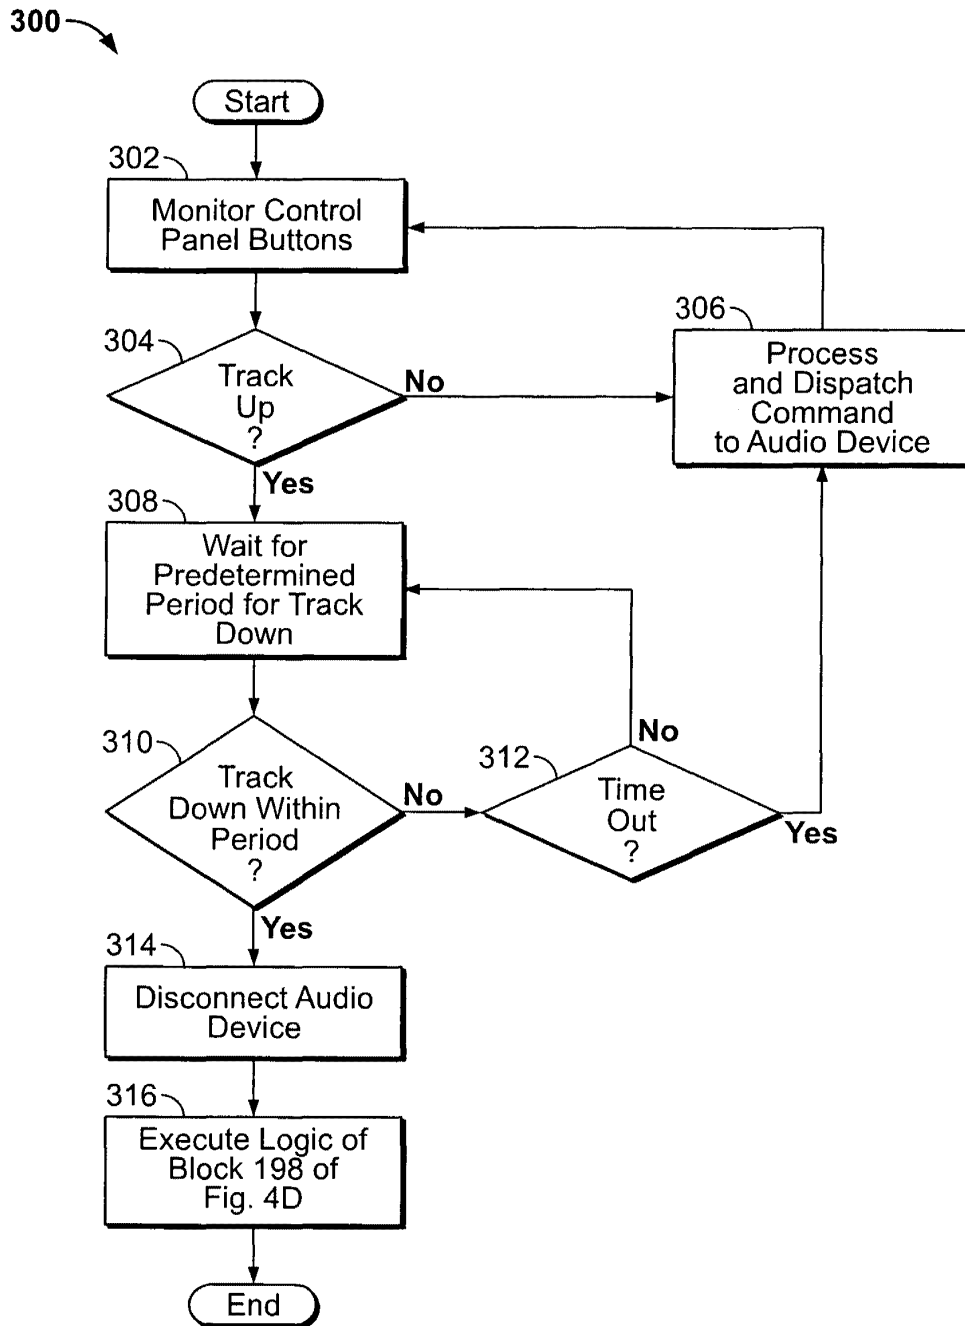 300
Start
302
Monitor Control
Panel Buttons
304
Track
Up
?
No
306
Process
and Dispatch
Command
to Audio Device
Yes
308
Wait for
Predetermined
Period for Track
Down
310
Track
Down Within
Period
?
No
312
Time
Out
?
No
Yes
Yes
314
Disconnect Audio
Device
316
Execute Logic of
Block 198 of
Fig. 4D
End